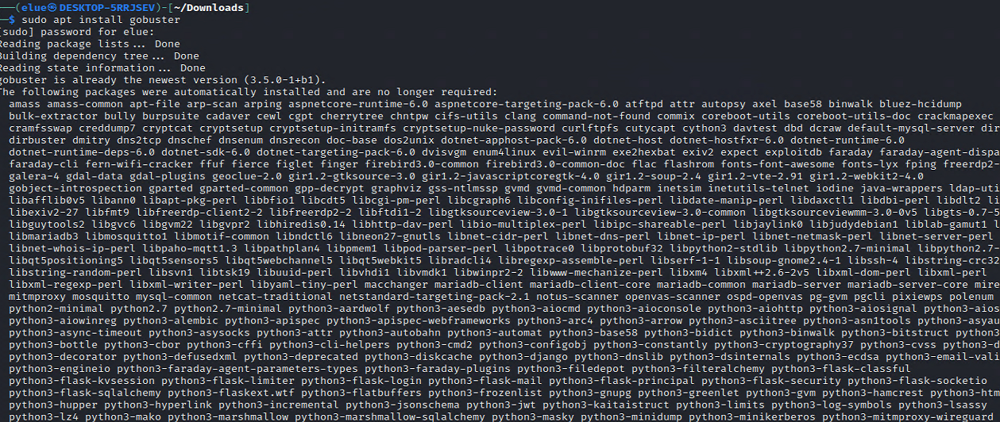 (elue㉿DESKTOP-5RRJSEV)-[~/Downloads]
$ sudo apt install gobuster
[sudo] password for elue:
Reading package lists... Done
Building dependency tree... Done
Reading state information... Done
gobuster is already the newest version (3.5.0-1+b1).
The following packages were automatically installed and are no longer required:
amass amass-common apt-file arp-scan arping aspnetcore-runtime-6.0 aspnetcore-targeting-pack-6.0 atftpd attr autopsy axel base58 binwalk bluez-hcidump
bulk-extractor bully burpsuite cadaver cewl cgpt cherrytree chntpw cifs-utils clang command-not-found commix coreboot-utils coreboot-utils-doc crackmapexec
cramfsswap creddump7 cryptcat cryptsetup cryptsetup-initramfs cryptsetup-nuke-password curlftpfs cutycapt cython3 davtest dbd dcraw default-mysql-server dir
dirbuster dmitry dns2tcp dnschef dnsenum dnsrecon doc-base dos2unix dotnet-apphost-pack-6.0 dotnet-host dotnet-hostfxr-6.0 dotnet-runtime-6.0
dotnet-runtime-deps-6.0 dotnet-sdk-6.0 dotnet-targeting-pack-6.0 dvisvgm enum4linux evil-winrm exe2hexbat exiv2 expect exploitdb faraday faraday-agent-dispa
faraday-cli fern-wifi-cracker ffuf fierce figlet finger firebird3.0-common firebird3.0-common-doc flac flashrom fonts-font-awesome fonts-lyx fping freerdp2-
galera-4 gdal-data gdal-plugins geoclue-2.0 gir1.2-gtksource-3.0 gir1.2-javascriptcoregtk-4.0 gir1.2-soup-2.4 gir1.2-vte-2.91 gir1.2-webkit2-4.0
gobject-introspection gparted gparted-common gpp-decrypt graphviz gss-ntlmssp gvmd gvmd-common hdparm inetsim inetutils-telnet iodine java-wrappers ldap-uti
libafflib0v5 libann0 libapt-pkg-perl libbfio1 libcdt5 libcgi-pm-perl libcgraph6 libconfig-inifiles-perl libdate-manip-perl libdaxctl1 libdbi-perl libdlt2 li
libexiv2-27 libfmt9 libfreerdp-client2-2 libfreerdp2-2 libftdi1-2 libgtksourceview-3.0-1 libgtksourceview-3.0-common libgtksourceviewmm-3.0-0v5 libgts-0.7-5
libguytools2 libgvc6 libgvm22 libgvpr2 libhiredis0.14 libhttp-dav-perl libio-multiplex-perl libipc-shareable-perl libjaylink0 libjudydebian1 liblab-gamut1 l
libmariadb3 libmosquitto1 libmotif-common libndctl6 libneon27-gnutls libnet-cidr-perl libnet-dns-perl libnet-ip-perl libnet-netmask-perl libnet-server-perl
libnet-whois-ip-perl libpaho-mqtt1.3 libpathplan4 libpmem1 libpod-parser-perl libpotrace0 libprotobuf32 libpython2-stdlib libpython2.7-minimal libpython2.7-
libqt5positioning5 libqt5sensors5 libqt5webchannel5 libqt5webkit5 libradcli4 libregexp-assemble-perl libserf-1-1 libsoup-gnome2.4-1 libssh-4 libstring-crc32
libstring-random-perl libsvn1 libtsk19 libuuid-perl libvhdi1 libvmdk1 libwinpr2-2 libwww-mechanize-perl libxm4 libxml++2.6-2v5 libxml-dom-perl libxml-perl
libxml-regexp-perl libxml-writer-perl libyaml-tiny-perl macchanger mariadb-client mariadb-client-core mariadb-common mariadb-server mariadb-server-core mire
mitmproxy mosquitto mysql-common netcat-traditional netstandard-targeting-pack-2.1 notus-scanner openvas-scanner ospd-openvas pg-gvm pgcli pixiewps polenum
python2-minimal python2.7 python2.7-minimal python3-aardwolf python3-aesedb python3-aiocmd python3-aioconsole python3-aiohttp python3-aiosignal python3-aios
python3-aiowinreg python3-alembic python3-apispec python3-apispec-webframeworks python3-arc4 python3-arrow python3-asciitree python3-asn1tools python3-asyau
python3-async-timeout python3-asysocks python3-attr python3-autobahn python3-automat python3-base58 python3-bidict python3-binwalk python3-bitstruct python3
python3-bottle python3-cbor python3-cffi python3-cli-helpers python3-cmd2 python3-configobj python3-constantly python3-cryptography37 python3-cvss python3-d
python3-decorator python3-defusedxml python3-deprecated python3-diskcache python3-django python3-dnslib python3-dsinternals python3-ecdsa python3-email-vali
python3-engineio python3-faraday-agent-parameters-types python3-faraday-plugins python3-filedepot python3-filteralchemy python3-flask-classful
python3-flask-kvsession python3-flask-limiter python3-flask-login python3-flask-mail python3-flask-principal python3-flask-security python3-flask-socketio
python3-flask-sqlalchemy python3-flaskext.wtf python3-flatbuffers python3-frozenlist python3-gnupg python3-greenlet python3-gvm python3-hamcrest python3-htm
python3-hupper python3-hyperlink python3-incremental python3-jsonschema python3-jwt python3-kaitaistruct python3-limits python3-log-symbols python3-lsassy
python3-lz4 python3-mako python3-marshmallow python3-marshmallow-sqlalchemy python3-masky python3-minidump python3-minikerberos python3-mitmproxy-wireguard